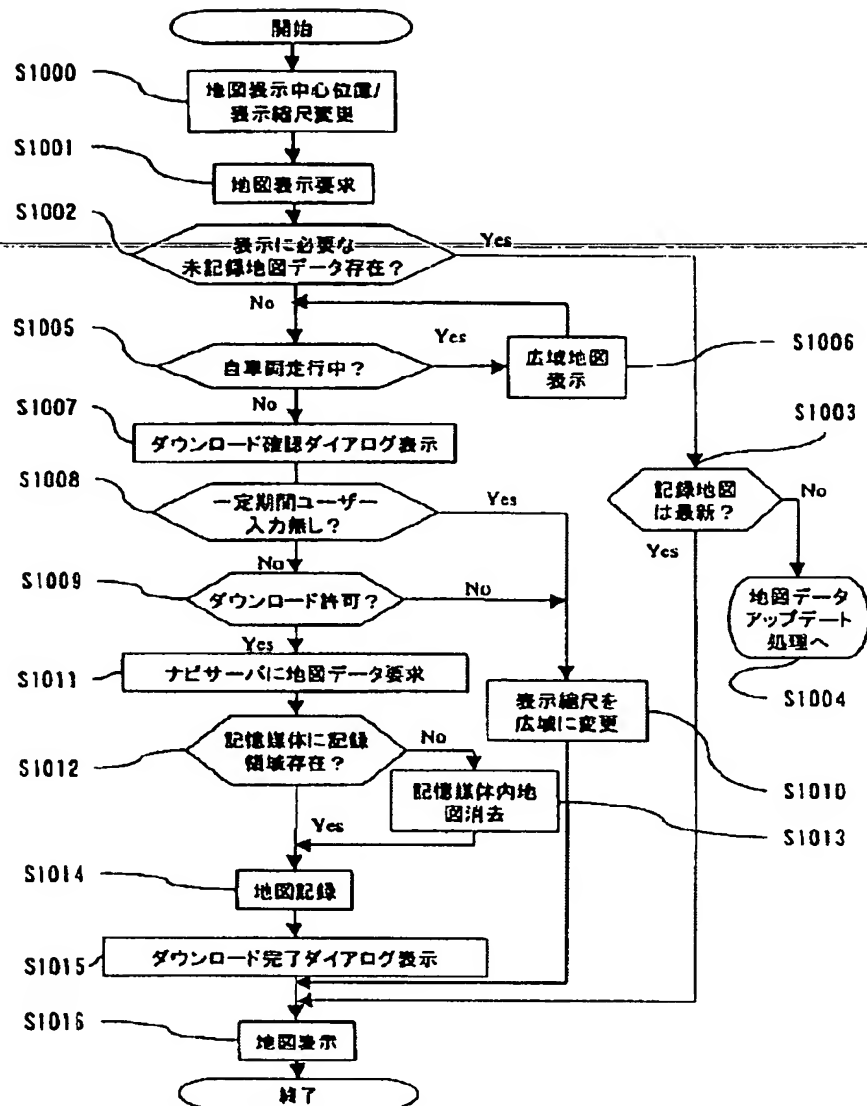 開始
S1000
地図表示中心位置/
表示縮尺変更
S1001
地図表示要求
S1002
表示に必要な
未記録地図データ存在？
Yes
No
S1005
自車両走行中？
Yes
広域地図
表示
S1006
No
S1007
ダウンロード確認ダイアログ表示
S1003
記録地図
は最新？
No
Yes
S1008
一定期間ユーザー
入力無し？
Yes
No
S1009
ダウンロード許可？
No
Yes
地図データ
アップデート
処理へ
S1004
S1011
ナビサーバに地図データ要求
表示縮尺を
広域に変更
S1010
S1012
記憶媒体に記録
領域存在？
No
Yes
記憶媒体内地
図消去
S1013
S1014
地図記録
S1015
ダウンロード完了ダイアログ表示
S1016
地図表示
終了